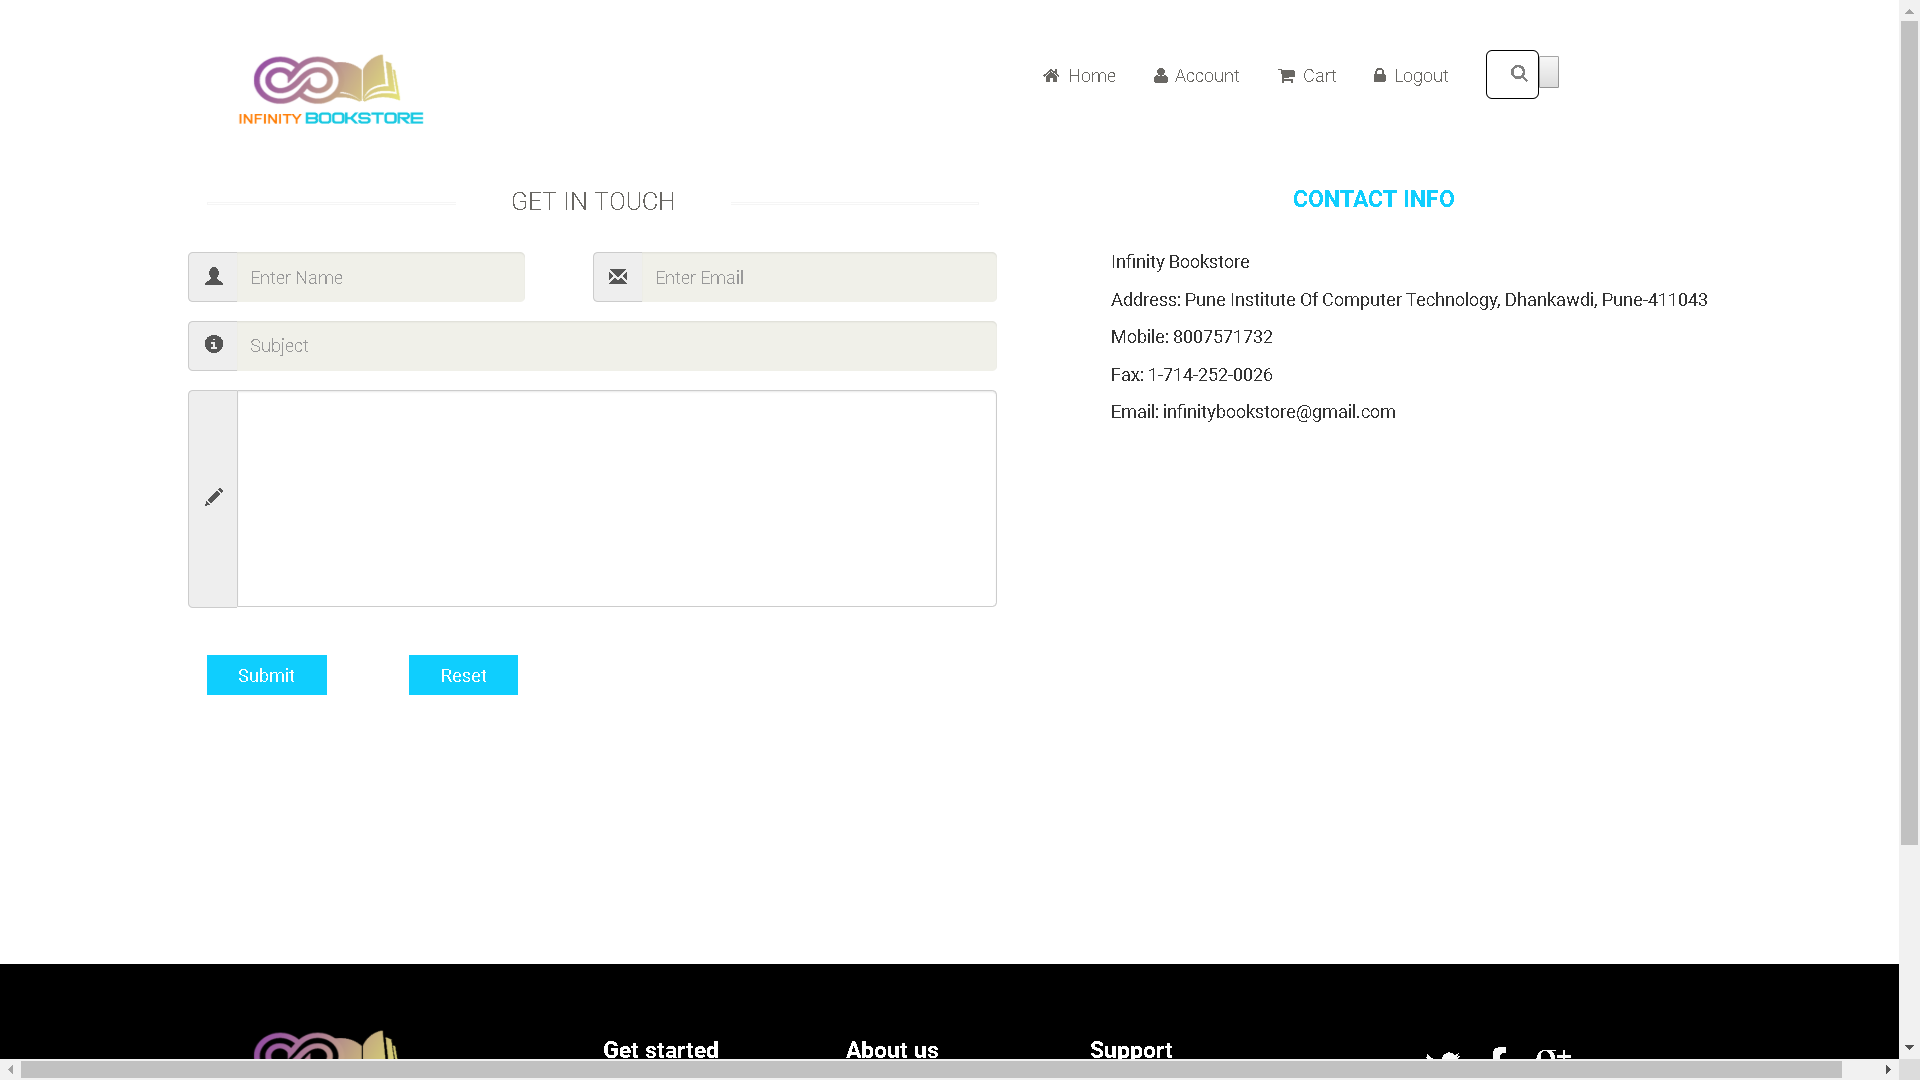 INFINITY BOOKSTORE
Home
Account
Cart
Logout
GET IN TOUCH
Enter Name
Enter Email
Subject
Submit
Reset
CONTACT INFO
Infinity Bookstore
Address: Pune Institute Of Computer Technology, Dhankawdi, Pune-411043
Mobile: 8007571732
Fax: 1-714-252-0026
Email: infinitybookstore@gmail.com
Get started
About us
Support